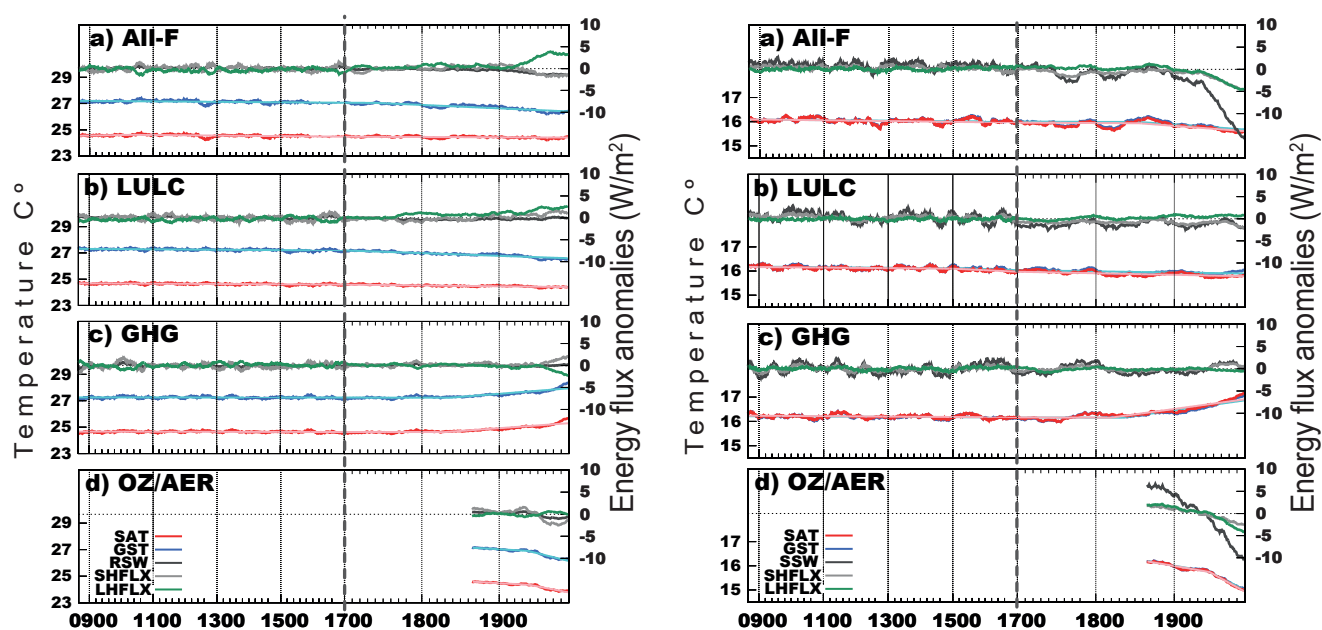 Temperature C°
Energy flux anomalies (W/m²)
a) All-F
29
27
25
23
10
5
0
-5
-10
b) LULC
29
27
25
23
10
5
0
-5
-10
c) GHG
29
27
25
23
10
5
0
-5
-10
d) OZ/AER
29
27
25
23
10
5
0
-5
-10
SAT
GST
RSW
SHFLX
LHFLX
0900 1100 1300 1500 1700 1800 1900
Temperature C°
Energy flux anomalies (W/m²)
a) All-F
17
16
15
10
5
0
-5
-10
b) LULC
17
16
15
10
5
0
-5
-10
c) GHG
17
16
15
10
5
0
-5
-10
d) OZ/AER
17
16
15
10
5
0
-5
-10
SAT
GST
SSW
SHFLX
LHFLX
0900 1100 1300 1500 1700 1800 1900